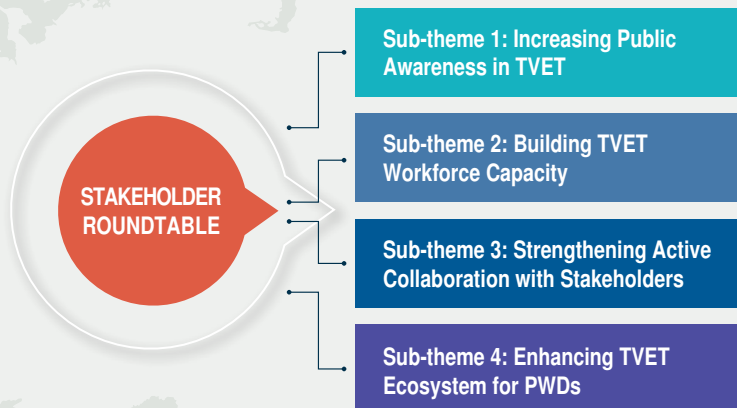 STAKEHOLDER
ROUNDTABLE
Sub-theme 1: Increasing Public
Awareness in TVET
Sub-theme 2: Building TVET
Workforce Capacity
Sub-theme 3: Strengthening Active
Collaboration with Stakeholders
Sub-theme 4: Enhancing TVET
Ecosystem for PWDs